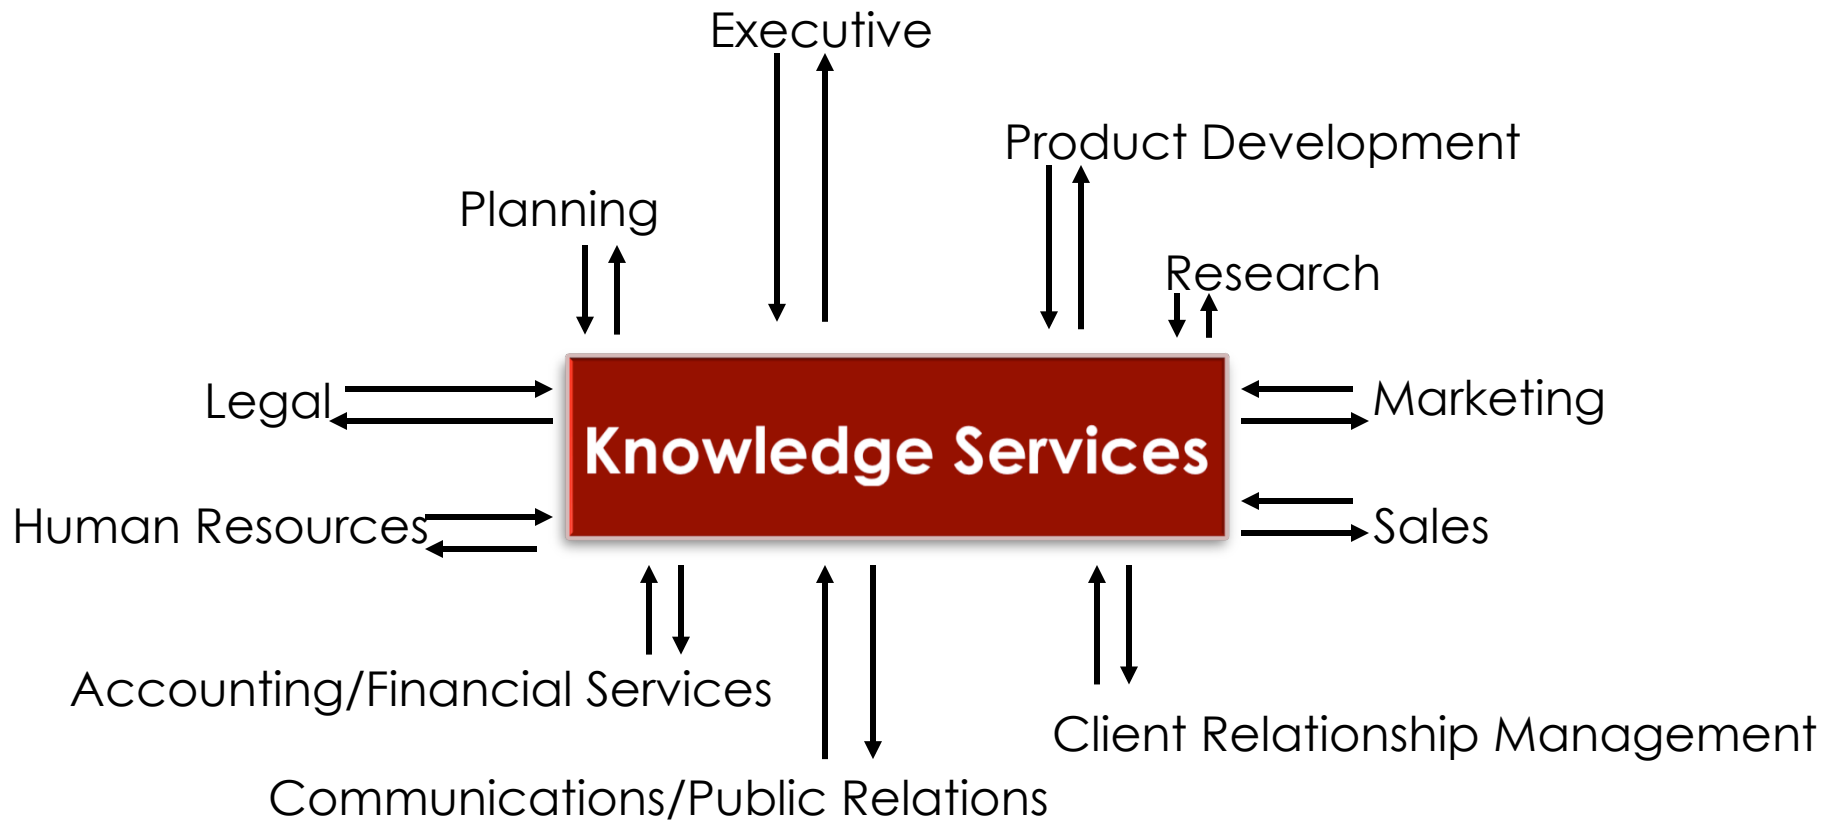 Executive
Product Development
Planning
Research
Legal
Marketing
Knowledge Services
Human Resources
Sales
Accounting/Financial Services
Client Relationship Management
Communications/Public Relations